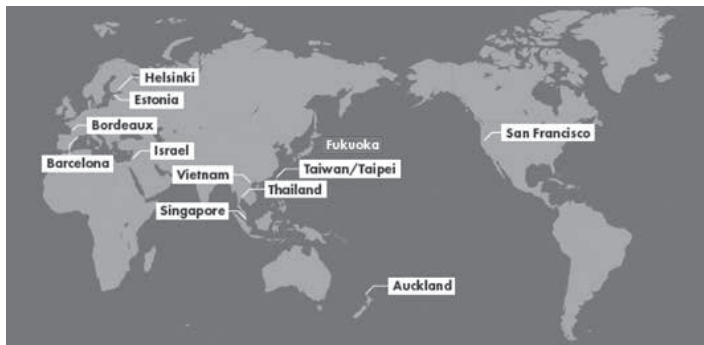 Helsinki
Estonia
Bordeaux
San Francisco
Fukuoka
Israel
Barcelona
Taiwan/Taipei
Vietnam
Thailand
Singapore
Auckland